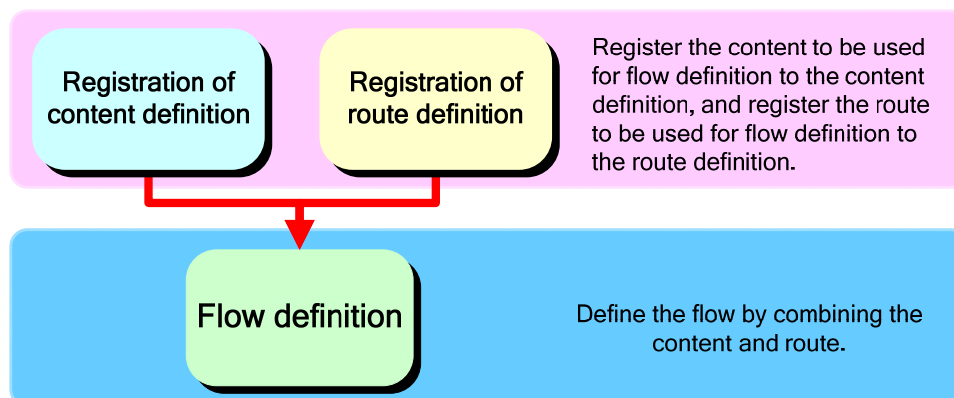 Registration of
content definition
Registration of
route definition
Register the content to be used
for flow definition to the content
definition, and register the route
to be used for flow definition to
the route definition.
Flow definition
Define the flow by combining the
content and route.